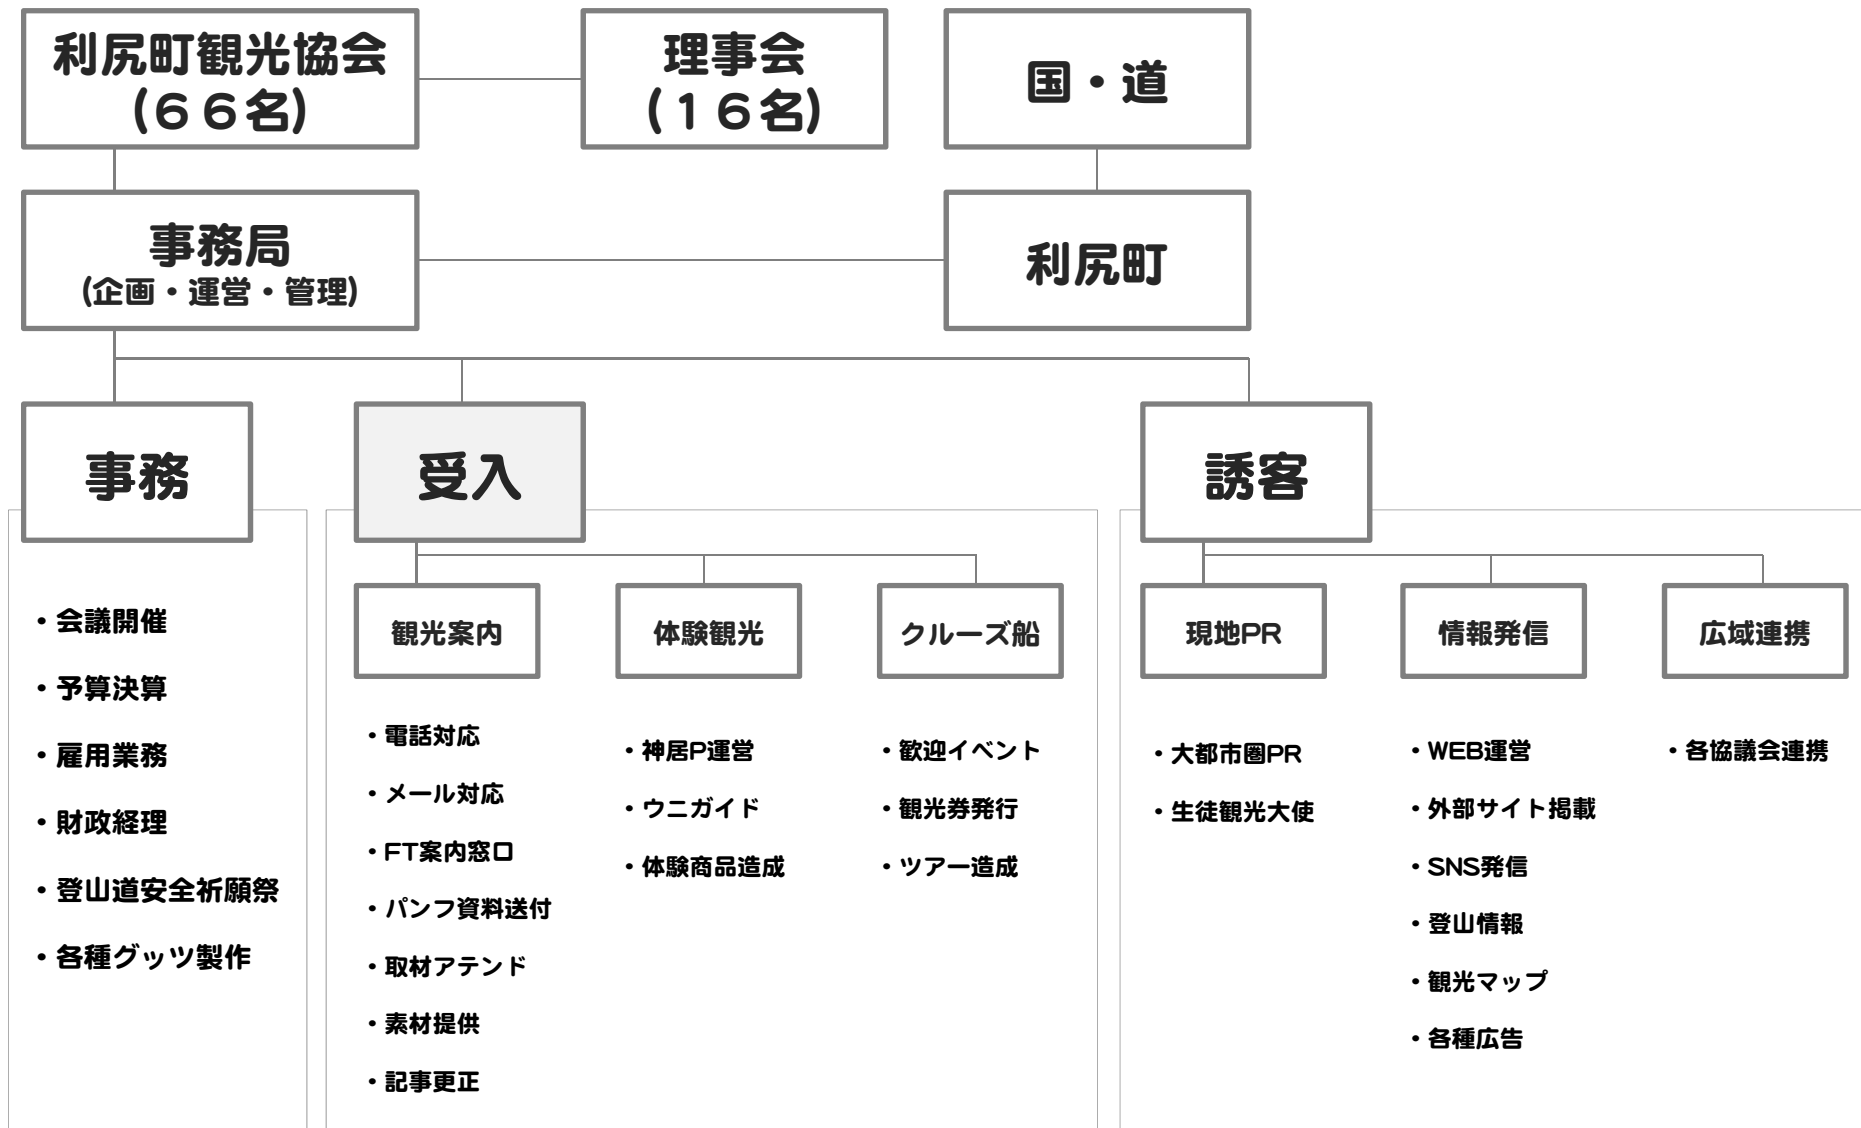 利尻町観光協会
(６６名)
理事会
(１６名)
国・道
事務局
(企画・運営・管理)
利尻町
事務
・会議開催
・予算決算
・雇用業務
・財政経理
・登山道安全祈願祭
・各種グッツ製作
受入
観光案内
・電話対応
・メール対応
・FT案内窓口
・パンフ資料送付
・取材アテンド
・素材提供
・記事更正
体験観光
・神居P運営
・ウニガイド
・体験商品造成
クルーズ船
・歓迎イベント
・観光券発行
・ツアー造成
誘客
現地PR
・大都市圏PR
・生徒観光大使
情報発信
・WEB運営
・外部サイト掲載
・SNS発信
・登山情報
・観光マップ
・各種広告
広域連携
・各協議会連携